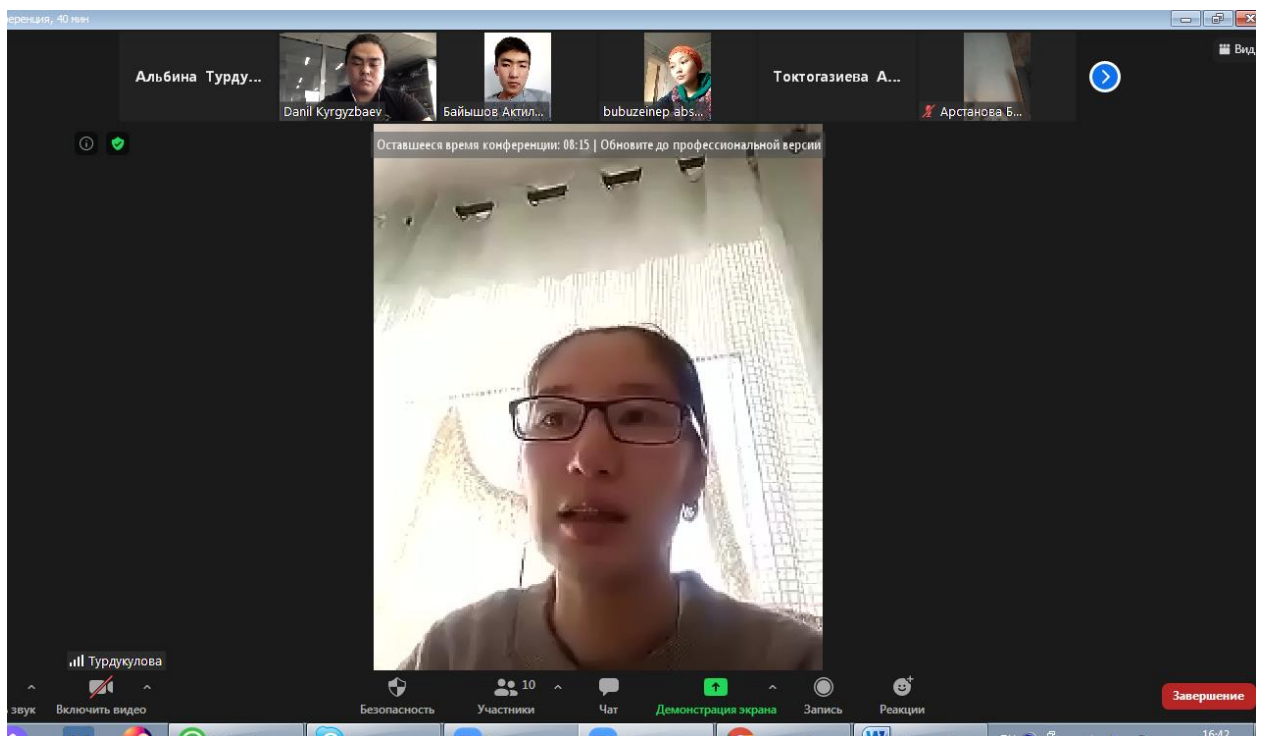 ференция, 40 мин
Вид
Альбина Турду...
Danil Kyrgyzbaev
Байышов Актил...
bubuzeinep abs...
Токтогазиева А...
Арстанова Б...
Оставшееся время конференции: 08:15 | Обновите до профессиональной версии
Турдукулова
звук
Включить видео
Безопасность
10
Участники
Чат
Демонстрация экрана
Запись
Реакции
Завершение
16:42